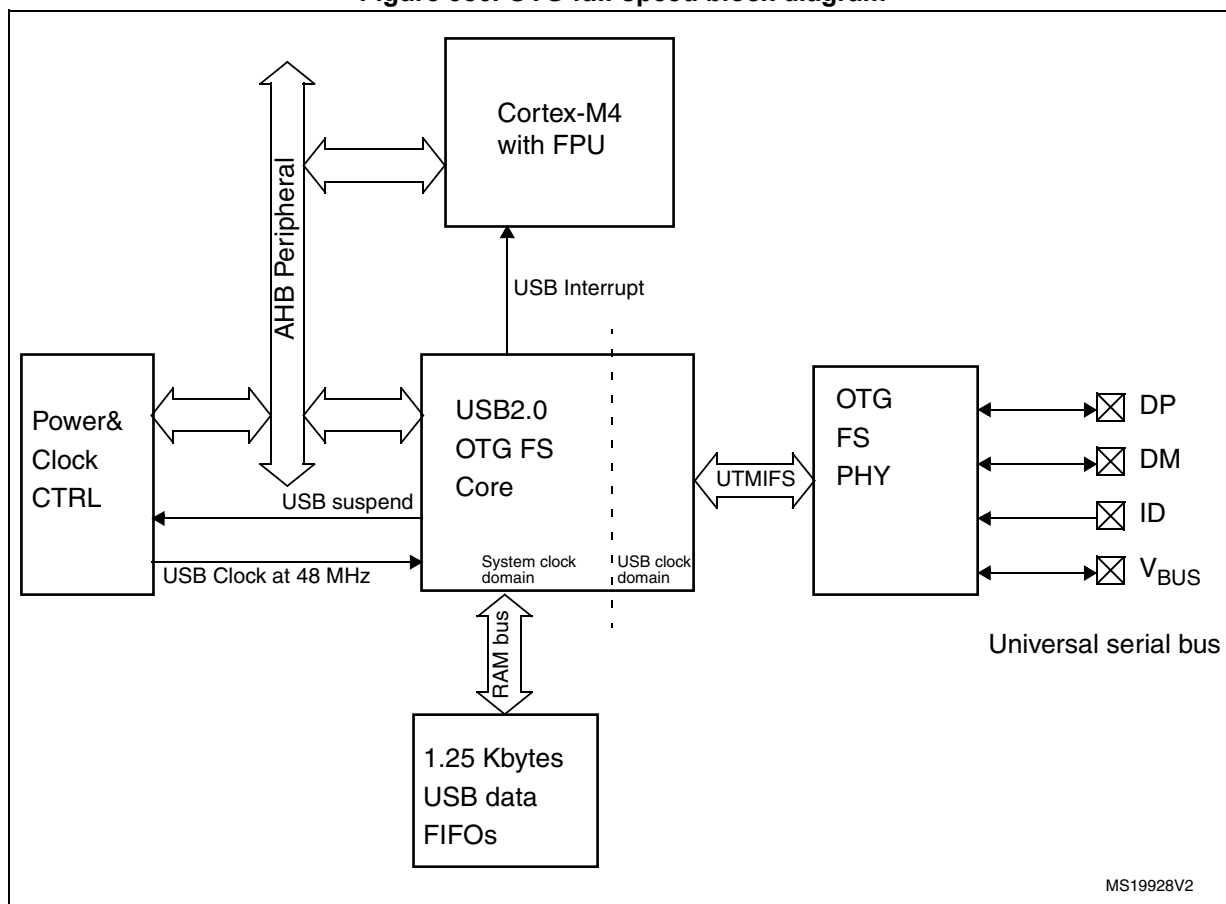 Cortex-M4
with FPU
AHB Peripheral
USB Interrupt
Power&
Clock
CTRL
USB2.0
OTG FS
Core
OTG
FS
PHY
DP
DM
ID
VBUS
UTMIFS
USB suspend
USB Clock at 48 MHz
System clock
domain
USB clock
domain
Universal serial bus
RAM bus
1.25 Kbytes
USB data
FIFOs
MS19928V2